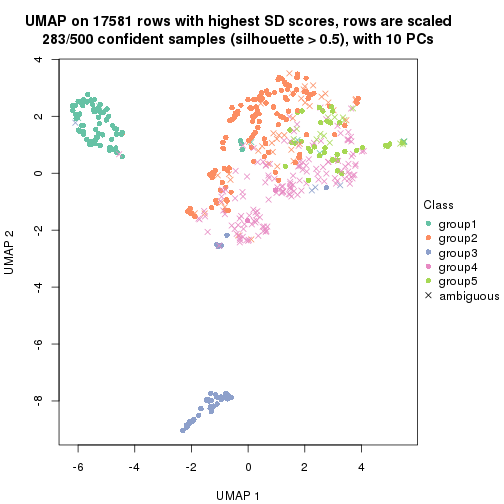 UMAP on 17581 rows with highest SD scores, rows are scaled
283/500 confident samples (silhouette > 0.5), with 10 PCs
4
2
0
-2
-4
-6
-8
UMAP 2
-6
-4
-2
0
2
4
UMAP 1
Class
group1
group2
group3
group4
group5
ambiguous